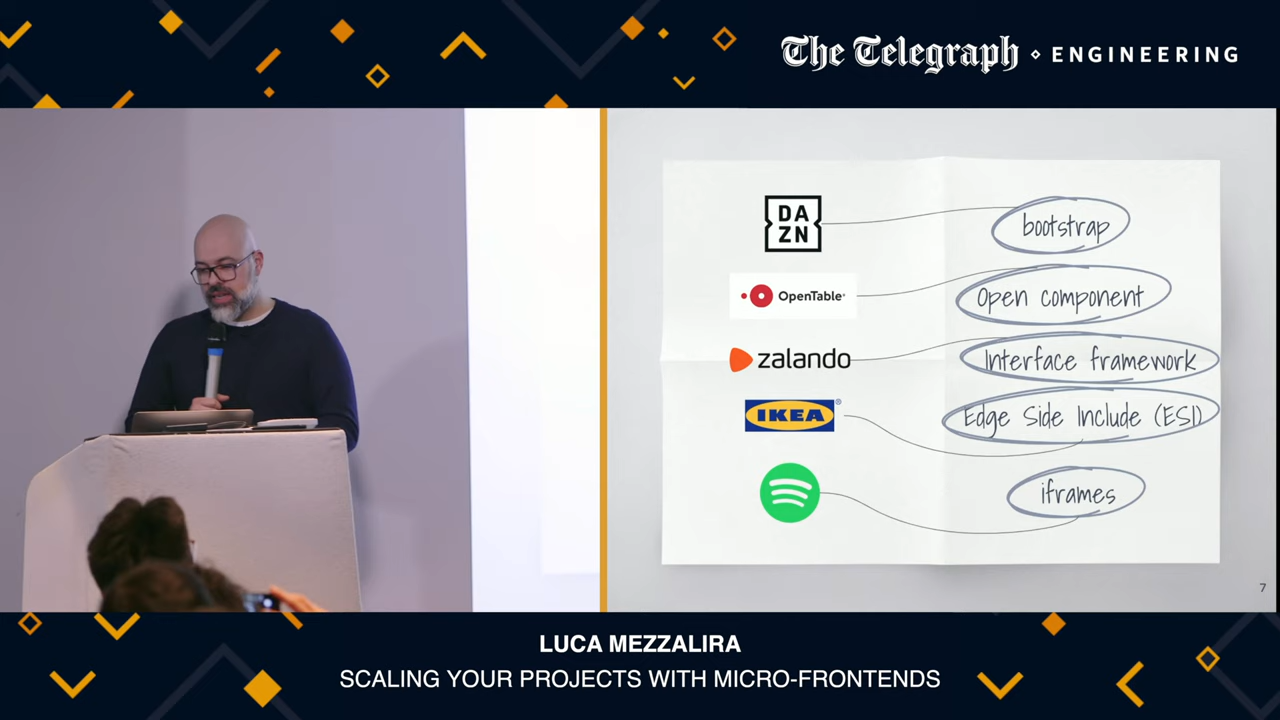 The Telegraph ENGINEERING
DA
ZN
bootstrap
OpenTable
Open component
zalando
Interface framework
IKEA ®
Edge Side Include (ESI)
iframes
7
LUCA MEZZALIRA
SCALING YOUR PROJECTS WITH MICRO-FRONTENDS